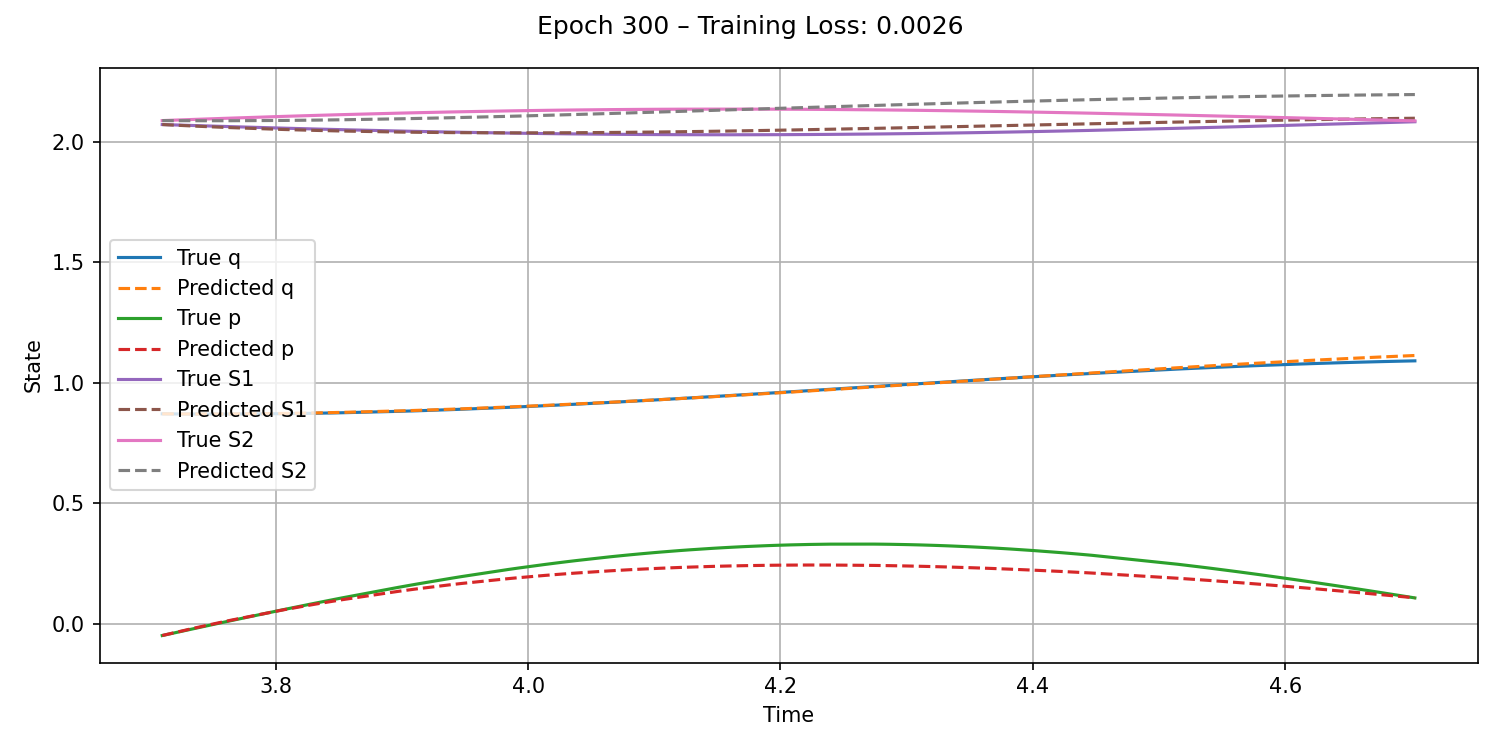 Epoch 300 – Training Loss: 0.0026
State
2.0
1.5
1.0
0.5
0.0
True q
Predicted q
True p
Predicted p
True S1
Predicted S1
True S2
Predicted S2
3.8
4.0
4.2
4.4
4.6
Time